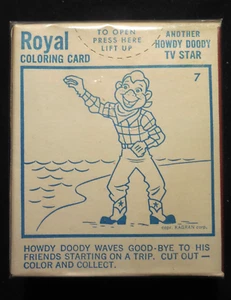 Royal
COLORING CARD
TO OPEN
PRESS HERE
LIFT UP
ANOTHER
HOWDY DOODY
TV STAR
7
KAGRAN
HOWDY DOODY WAVES GOOD-BYE TO HIS
FRIENDS STARTING ON A TRIP. CUT OUT—
COLOR AND COLLECT.